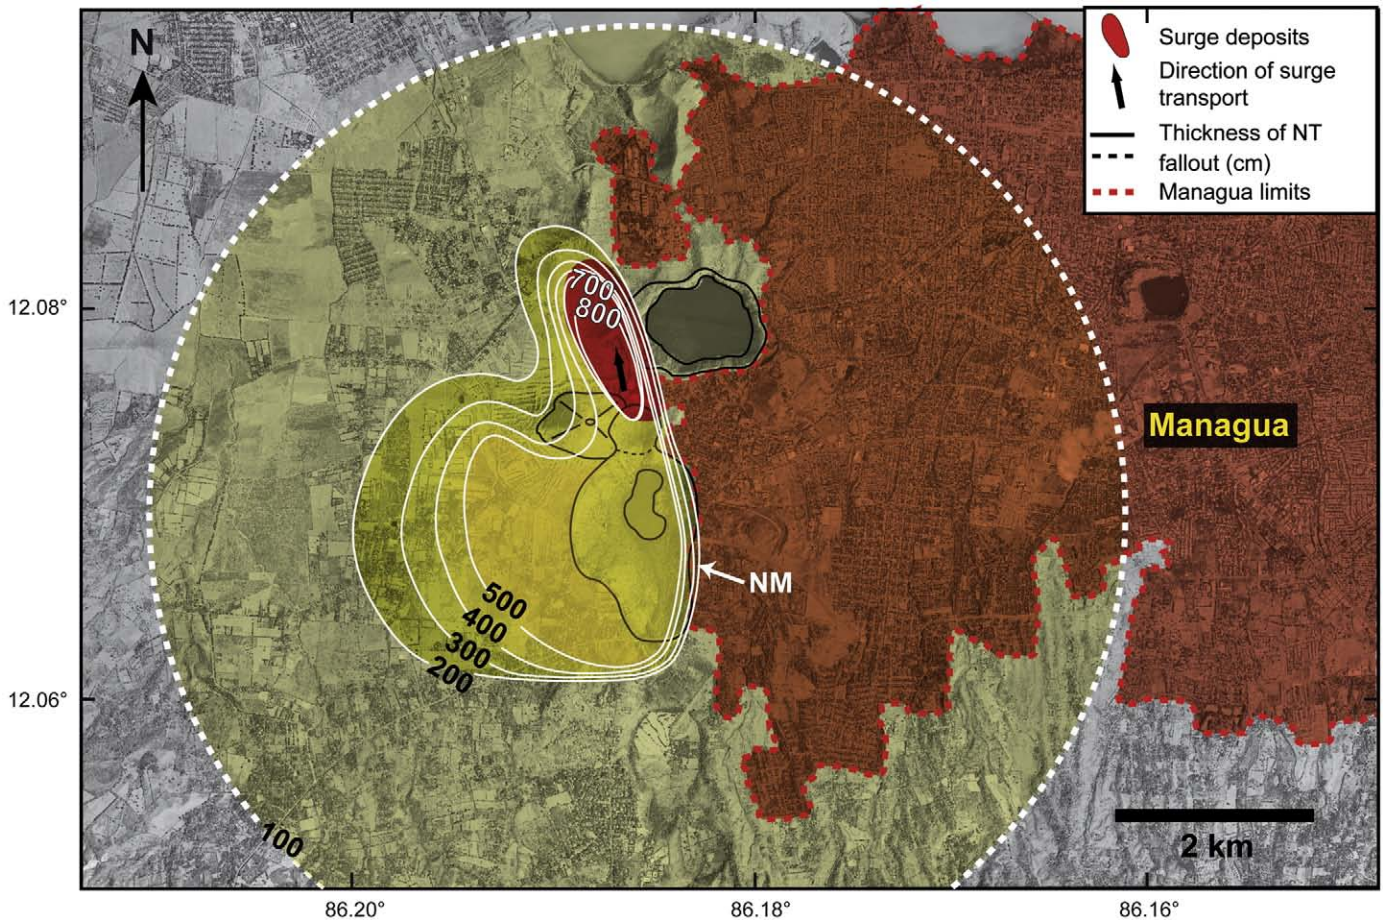 N
Surge deposits
Direction of surge
transport
Thickness of NT
fallout (cm)
Managua limits
700
800
12.08°
Managua
NM
500
400
300
200
12.06°
100
2 km
86.20°
86.18°
86.16°